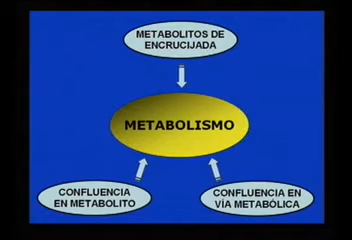 METABOLITOS DE
ENCRUCIJADA
METABOLISMO
CONFLUENCIA
EN METABOLITO
CONFLUENCIA EN
VÍA METABÓLICA